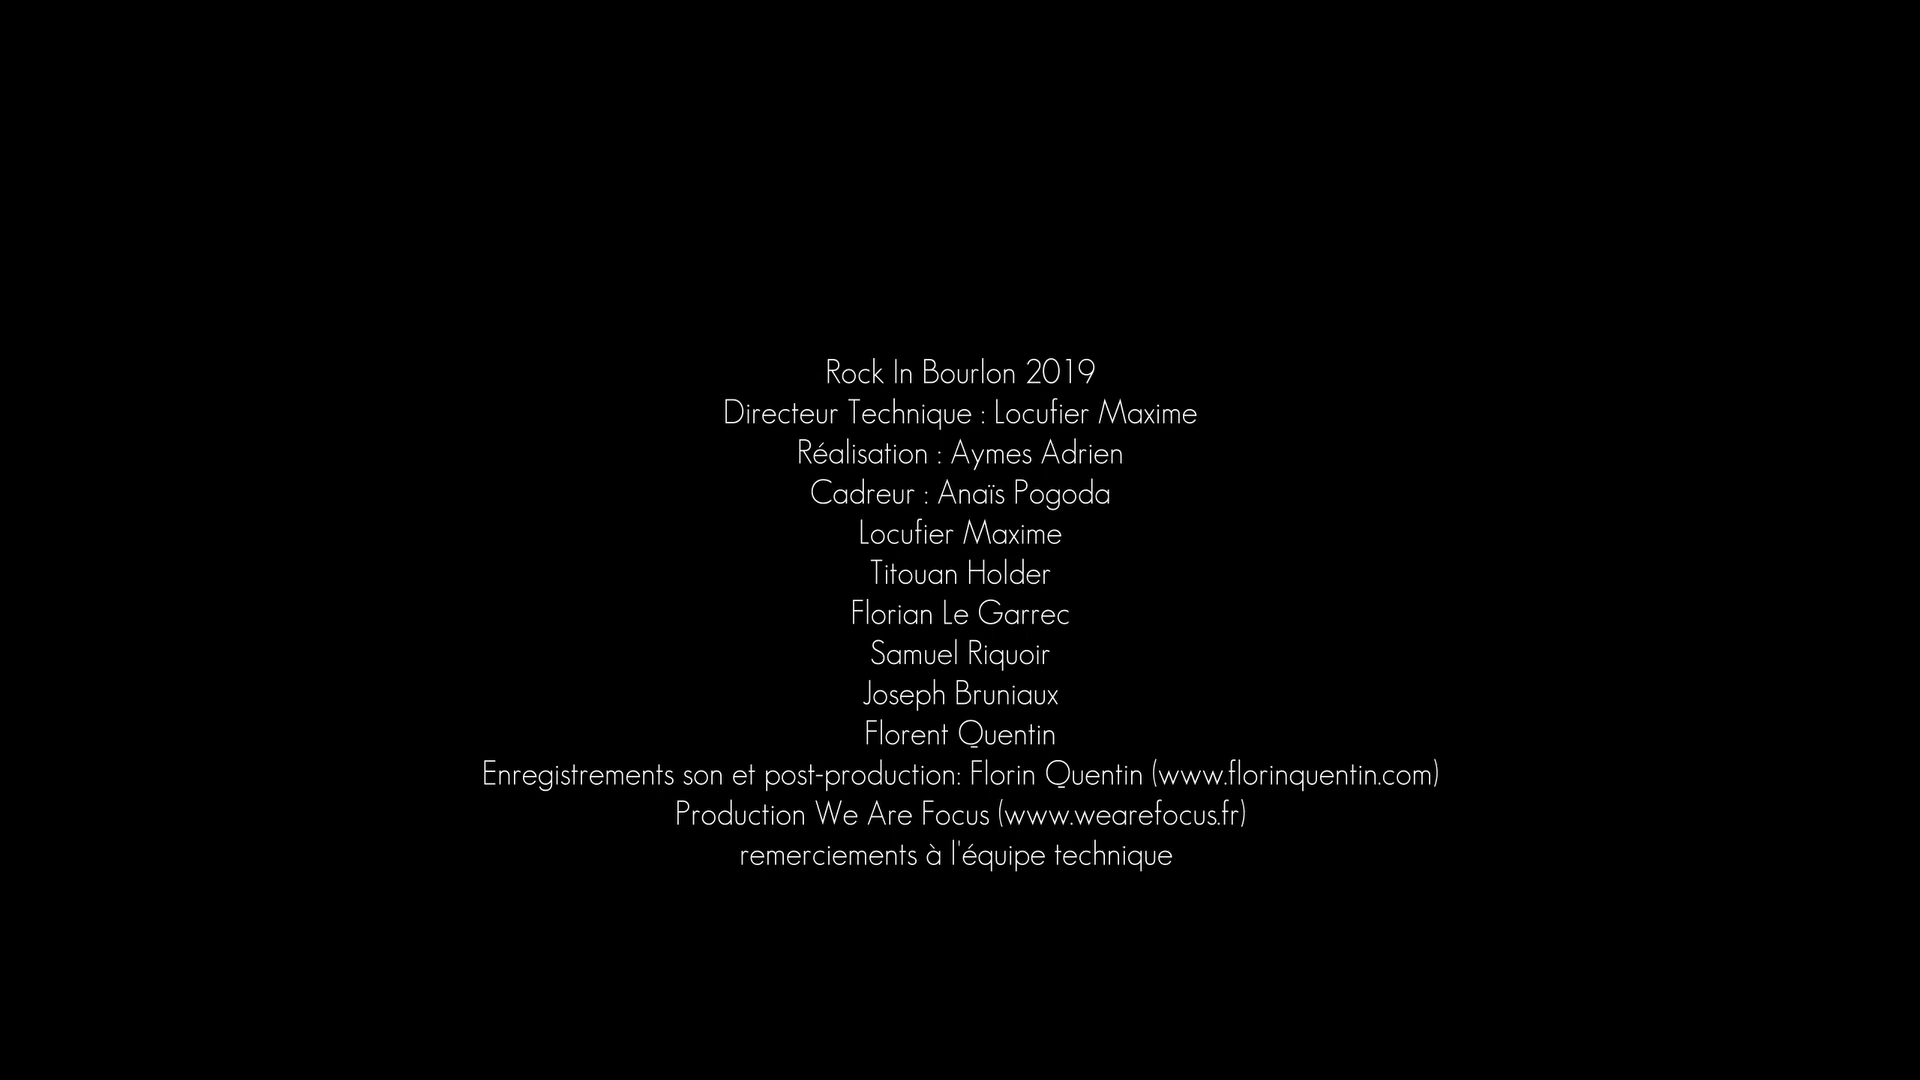 Rock In Bourlon 2019
Directeur Technique : Locufier Maxime
Réalisation : Aymes Adrien
Cadreur : Anaïs Pogoda
Locufier Maxime
Titouan Holder
Florian Le Garrec
Samuel Riquoir
Joseph Bruniaux
Florent Quentin
Enregistrements son et post-production: Florin Quentin (www.florinquentin.com)
Production We Are Focus (www.wearefocus.fr)
remerciements à l'équipe technique